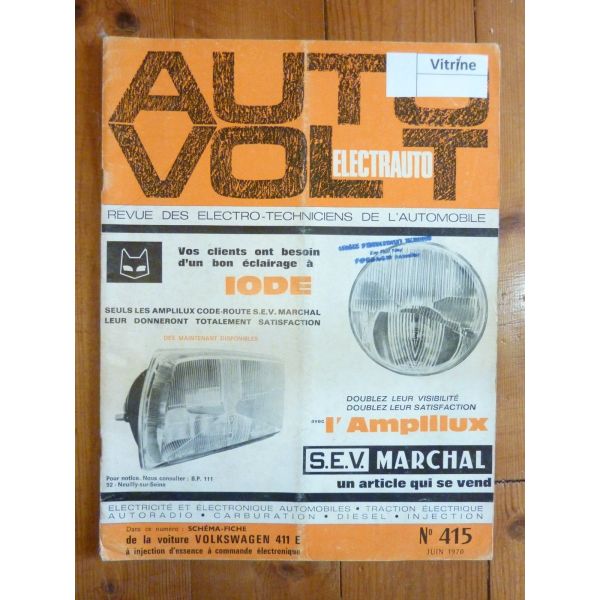 AUTO
Vitrine
VOLT
ELECTRAUTO
REVUE DES ELECTRO-TECHNICIENS DE L'AUTOMOBILE
Vos clients ont besoin
d'un bon éclairage à
IODE
SEULS LES AMPLILUX CODE-ROUTE S.E.V. MARCHAL
LEUR DONNERONT TOTALEMENT SATISFACTION
DES MAINTENANT DISPONIBLES
DOUBLEZ LEUR VISIBILITÉ
DOUBLEZ LEUR SATISFACTION
avec l'Amplilux
S.E.V. MARCHAL
un article qui se vend
Pour notice. Nous consulter : B.P. 111
92 - Neuilly-sur-Seine
ELECTRICITÉ ET ÉLECTRONIQUE AUTOMOBILES • TRACTION ÉLECTRIQUE
AUTORADIO • CARBURATION • DIESEL • INJECTION
Dans ce numéro : SCHÉMA-FICHE
de la voiture VOLKSWAGEN 411 E
à injection d'essence à commande électronique
N° 415
JUIN 1970